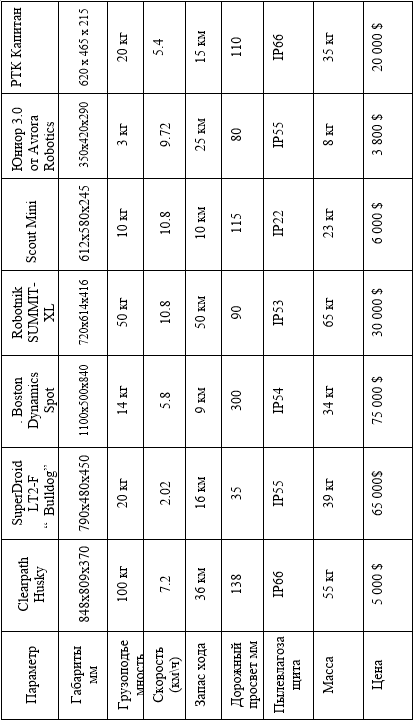 Параметр
Clearpath
Husky
SuperDroid
LT2-F
“ Bulldog”
. Boston
Dynamics
Spot
Robotnik
SUMMIT-
XL
Scout Mini
Юниор 3.0
от Avrora
Robotics
РТК Капитан
Габариты
мм
848x809x370
790x480x450
1100x500x840
720x614x416
612x580x245
350x420x290
620 x 465 x 215
Грузоподъе
мность
100 кг
20 кг
14 кг
50 кг
10 кг
3 кг
20 кг
Скорость
(км\ч)
7.2
2.02
5.8
10.8
10.8
9.72
5.4
Запас хода
36 км
16 км
9 км
50 км
10 км
25 км
15 км
Дорожный
просвет мм
138
35
300
90
115
80
110
Пылевлагоза
щита
IP66
IP55
IP54
IP53
IP22
IP55
IP66
Масса
55 кг
39 кг
34 кг
65 кг
23 кг
8 кг
35 кг
Цена
5 000 $
65 000$
75 000 $
30 000 $
6 000 $
3 800 $
20 000 $